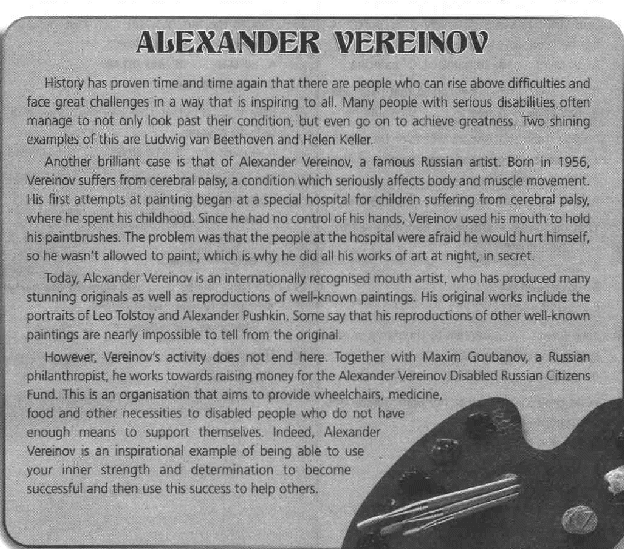 ALEXANDER VEREINOV
History has proven time and time again that there are people who can rise above difficulties and
face great challenges in a way that is inspiring to all. Many people with serious disabilities often
manage to not only look past their condition, but even go on to achieve greatness. Two shining
examples of this are Ludwig van Beethoven and Helen Keller.
Another brilliant case is that of Alexander Vereinov, a famous Russian artist. Born in 1956,
Vereinov suffers from cerebral palsy, a condition which seriously affects body and muscle movement.
His first attempts at painting began at a special hospital for children suffering from cerebral palsy,
where he spent his childhood. Since he had no control of his hands, Vereinov used his mouth to hold
his paintbrushes. The problem was that the people at the hospital were afraid he would hurt himself,
so he wasn't allowed to paint, which is why he did all his works of art at night, in secret.
Today, Alexander Vereinov is an internationally recognised mouth artist, who has produced many
stunning originals as well as reproductions of well-known paintings. His original works include the
portraits of Leo Tolstoy and Alexander Pushkin. Some say that his reproductions of other well-known
paintings are nearly impossible to tell from the original.
However, Vereinov's activity does not end here. Together with Maxim Goubanov, a Russian
philanthropist, he works towards raising money for the Alexander Vereinov Disabled Russian Citizens
Fund. This is an organisation that aims to provide wheelchairs, medicine,
food and other necessities to disabled people who do not have
enough means to support themselves. Indeed, Alexander
Vereinov is an inspirational example of being able to use
your inner strength and determination to become
successful and then use this success to help others.